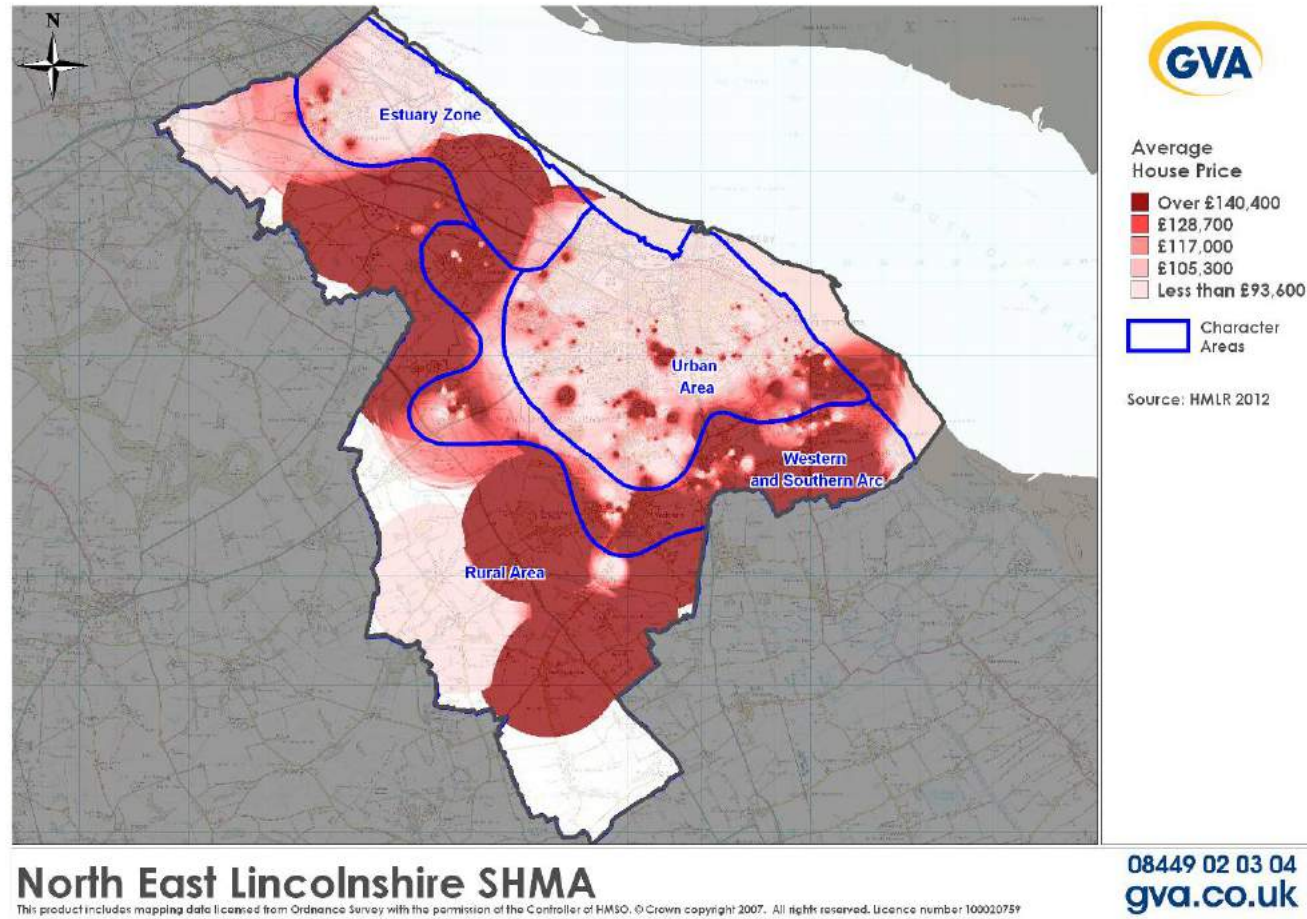 N
Estuary Zone
Urban
Area
Western
and Southern Arc
Rural Area
GVA
Average
House Price
Over £140,400
£128,700
£117,000
£105,300
Less than £93,600
Character
Areas
Source: HMLR 2012
North East Lincolnshire SHMA
This product includes mapping data licensed from Ordnance Survey with the permission of the Controller of HMSO. © Crown copyright 2007. All rights reserved. Licence number 100020759
08449 02 03 04
gva.co.uk